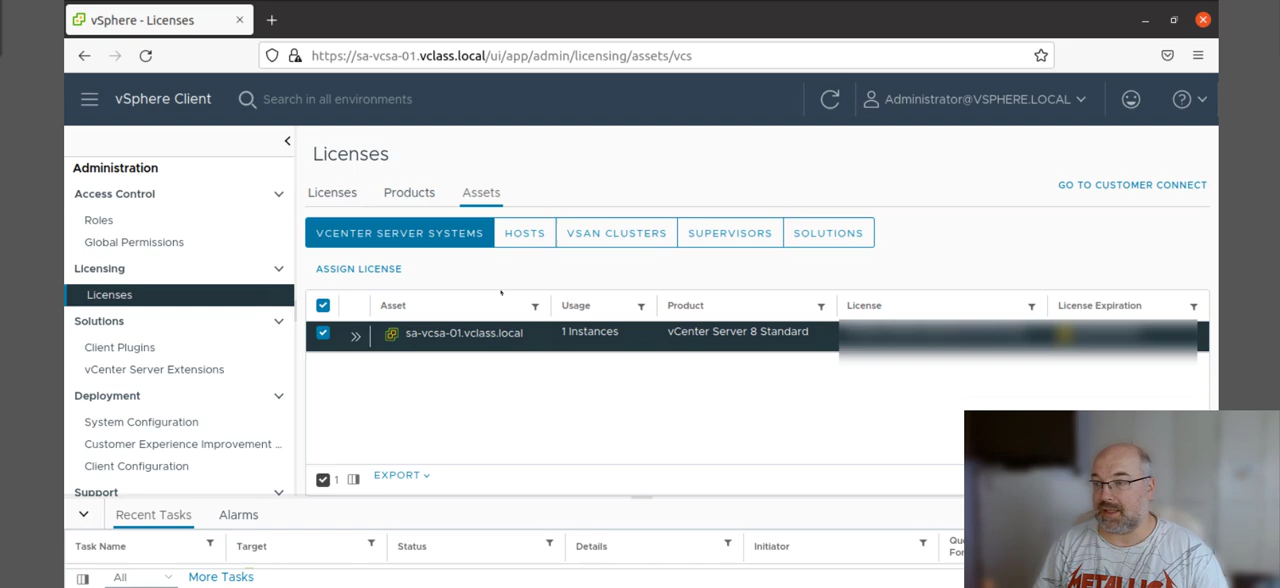 vSphere - Licenses
https://sa-vcsa-01.vclass.local/ui/app/admin/licensing/assets/vcs
vSphere Client
Search in all environments
Administrator@VSPHERE.LOCAL
Administration
Access Control
Roles
Global Permissions
Licensing
Licenses
Solutions
Client Plugins
vCenter Server Extensions
Deployment
System Configuration
Customer Experience Improvement ...
Client Configuration
Support
Licenses
Licenses Products Assets
GO TO CUSTOMER CONNECT
VCENTER SERVER SYSTEMS HOSTS VSAN CLUSTERS SUPERVISORS SOLUTIONS
ASSIGN LICENSE
Asset Usage Product License License Expiration
sa-vcsa-01.vclass.local 1 Instances vCenter Server 8 Standard
1 EXPORT
Recent Tasks Alarms
Task Name Target Status Details Initiator
All More Tasks
METALLICA